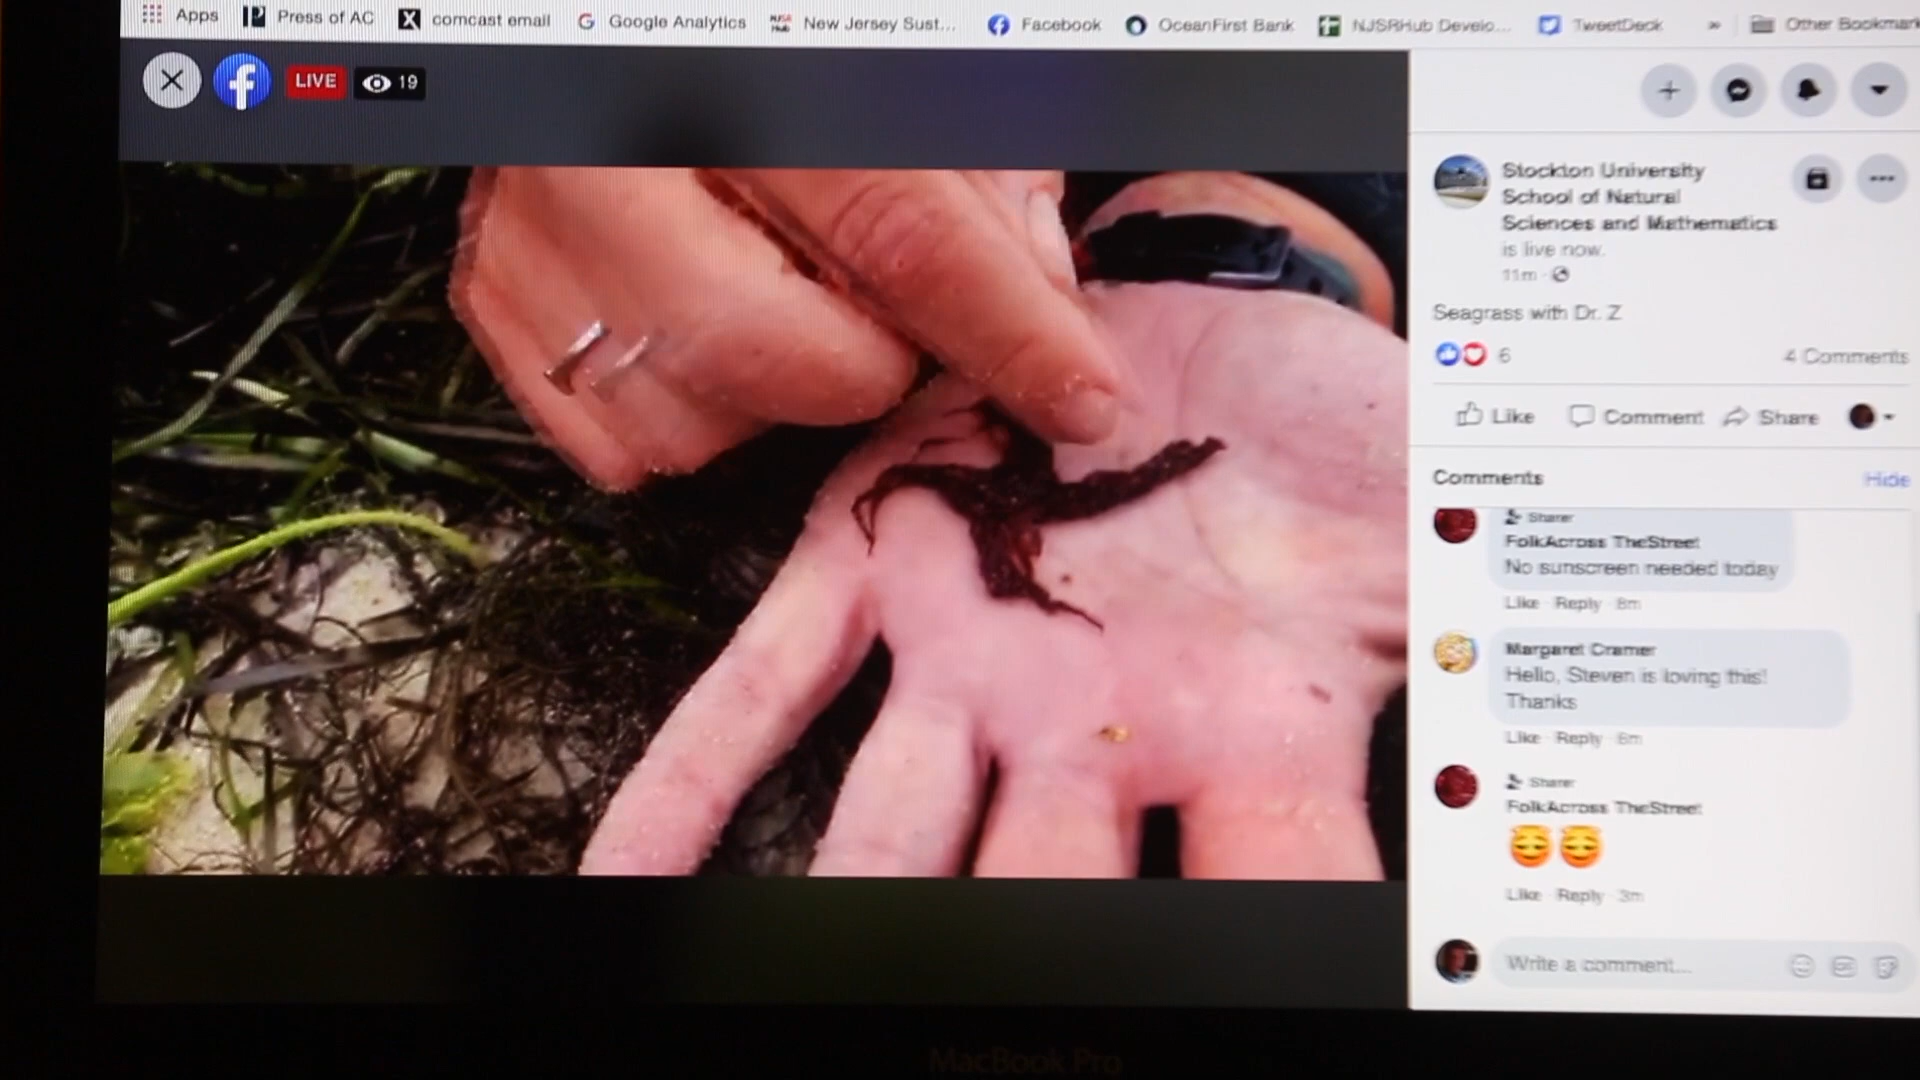 Apps
Press of AC
comcast email
Google Analytics
New Jersey Sust...
Facebook
OceanFirst Bank
NJSRHub Develo...
TweetDeck
»
Other Bookmark
LIVE
19
Stockton University
School of Natural
Sciences and Mathematics
is live now.
11m
Seagrass with Dr. Z
6
4 Comments
Like
Comment
Share
Comments
Hide
Sharer
FolkAcross TheStreet
No sunscreen needed today
Like · Reply · 8m
Margaret Cramer
Hello, Steven is loving this!
Thanks
Like · Reply · 6m
Sharer
FolkAcross TheStreet
Like · Reply · 3m
Write a comment...
MacBook Pro